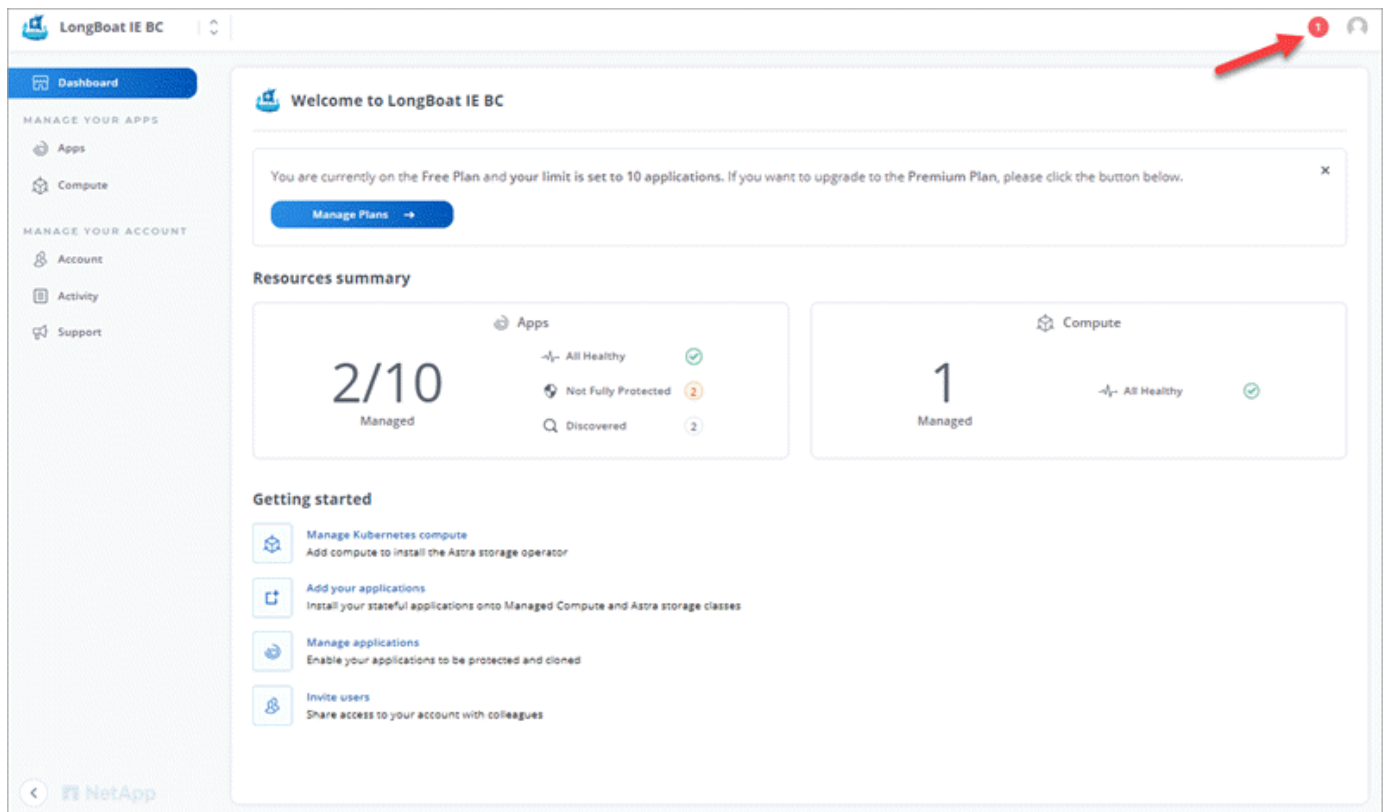 LongBoat IE BC
1
Dashboard
MANAGE YOUR APPS
Apps
Compute
MANAGE YOUR ACCOUNT
Account
Activity
Support
NetApp
Welcome to LongBoat IE BC
You are currently on the Free Plan and your limit is set to 10 applications. If you want to upgrade to the Premium Plan, please click the button below.
Manage Plans
Resources summary
Apps
2/10
Managed
All Healthy
Not Fully Protected 2
Discovered 2
Compute
1
Managed
All Healthy
Getting started
Manage Kubernetes compute
Add compute to install the Astra storage operator
Add your applications
Install your stateful applications onto Managed Compute and Astra storage classes
Manage applications
Enable your applications to be protected and cloned
Invite users
Share access to your account with colleagues